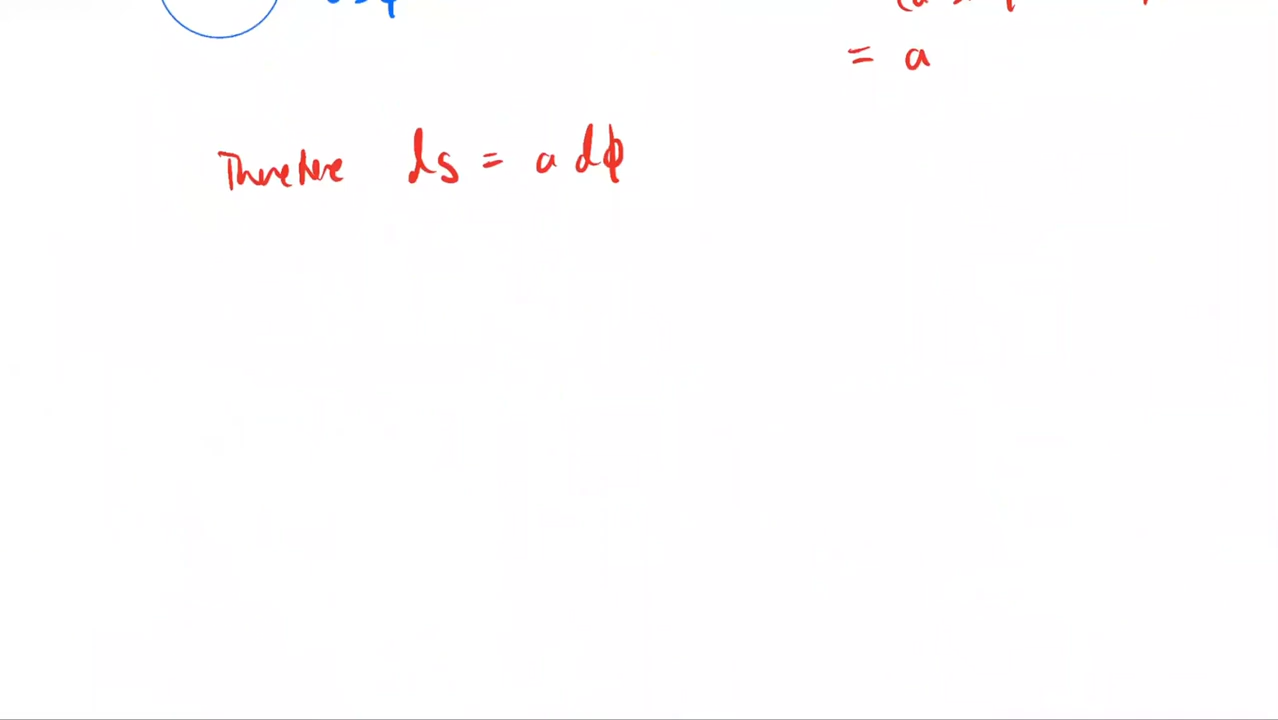 = a
Therefore ds = a dϕ